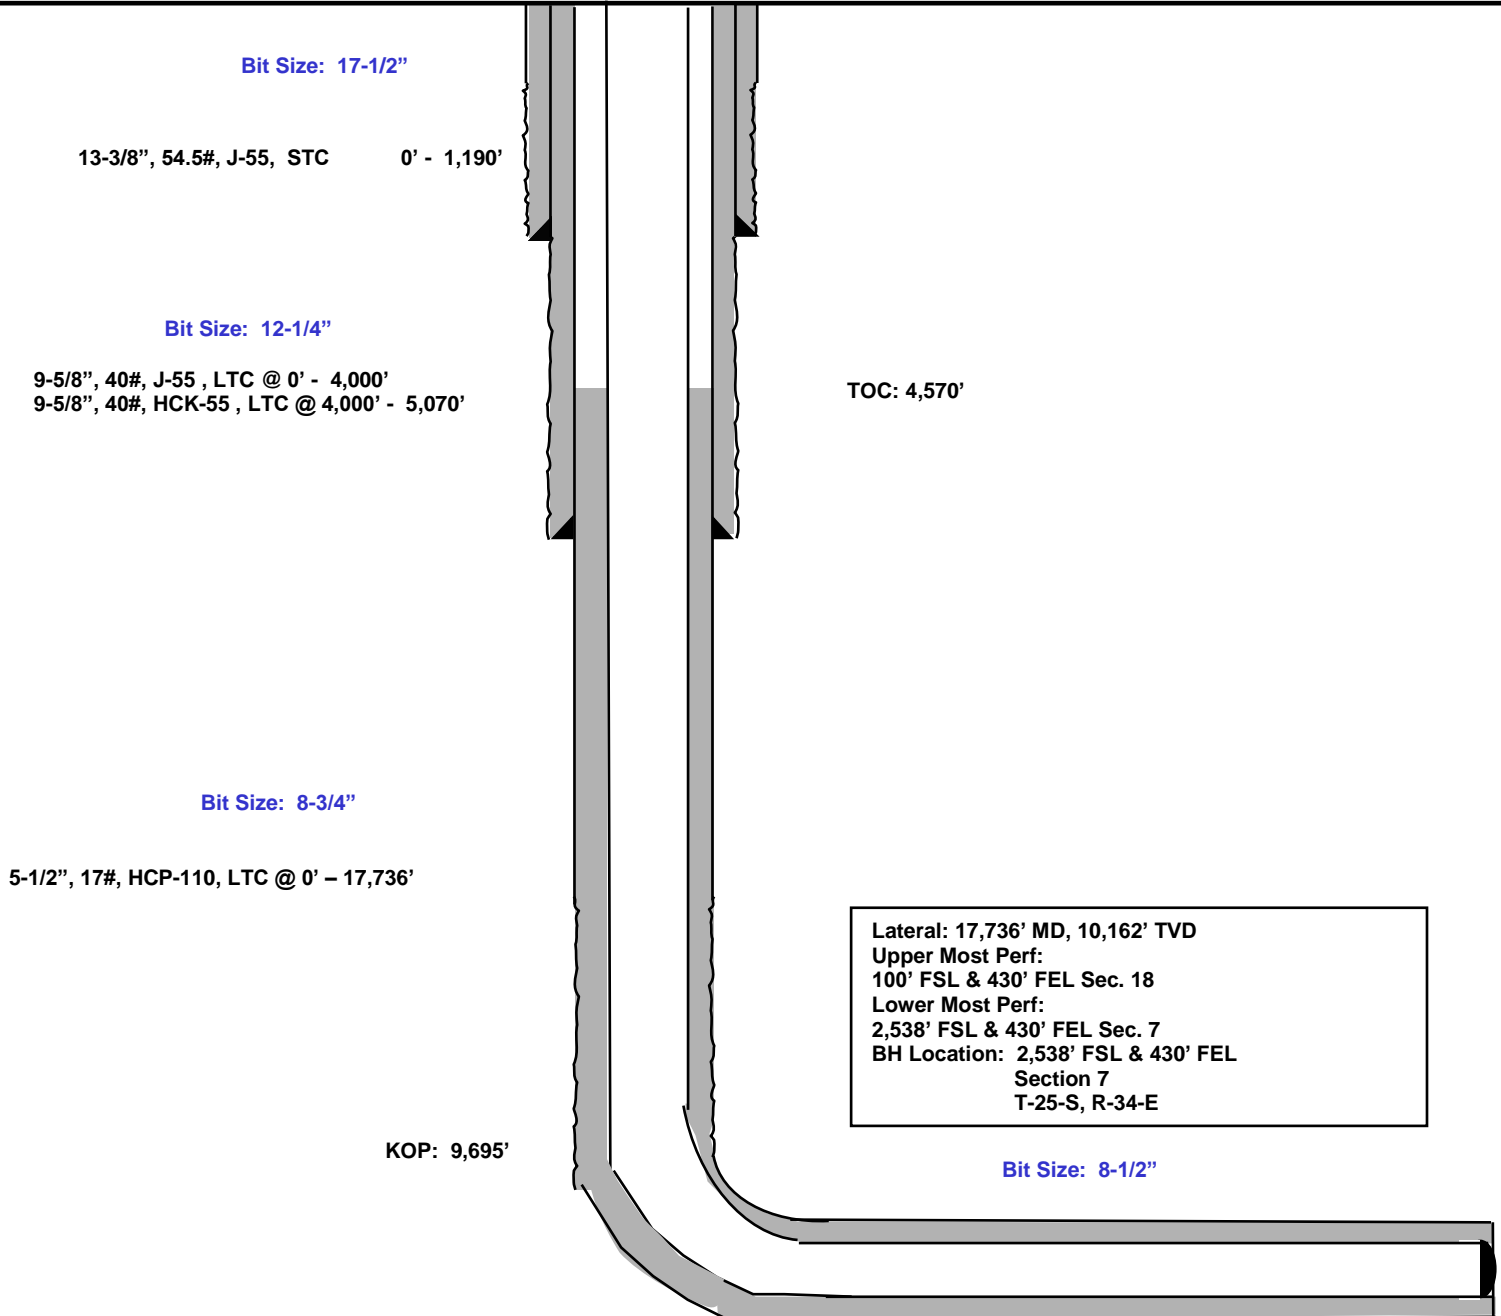 Bit Size: 17-1/2”
13-3/8”, 54.5#, J-55, STC 0’ - 1,190’
Bit Size: 12-1/4”
9-5/8”, 40#, J-55 , LTC @ 0’ - 4,000’
9-5/8”, 40#, HCK-55 , LTC @ 4,000’ - 5,070’
TOC: 4,570’
Bit Size: 8-3/4”
5-1/2”, 17#, HCP-110, LTC @ 0’ – 17,736’
Lateral: 17,736’ MD, 10,162’ TVD
Upper Most Perf:
100’ FSL & 430’ FEL Sec. 18
Lower Most Perf:
2,538’ FSL & 430’ FEL Sec. 7
BH Location: 2,538’ FSL & 430’ FEL
Section 7
T-25-S, R-34-E
KOP: 9,695’
Bit Size: 8-1/2”